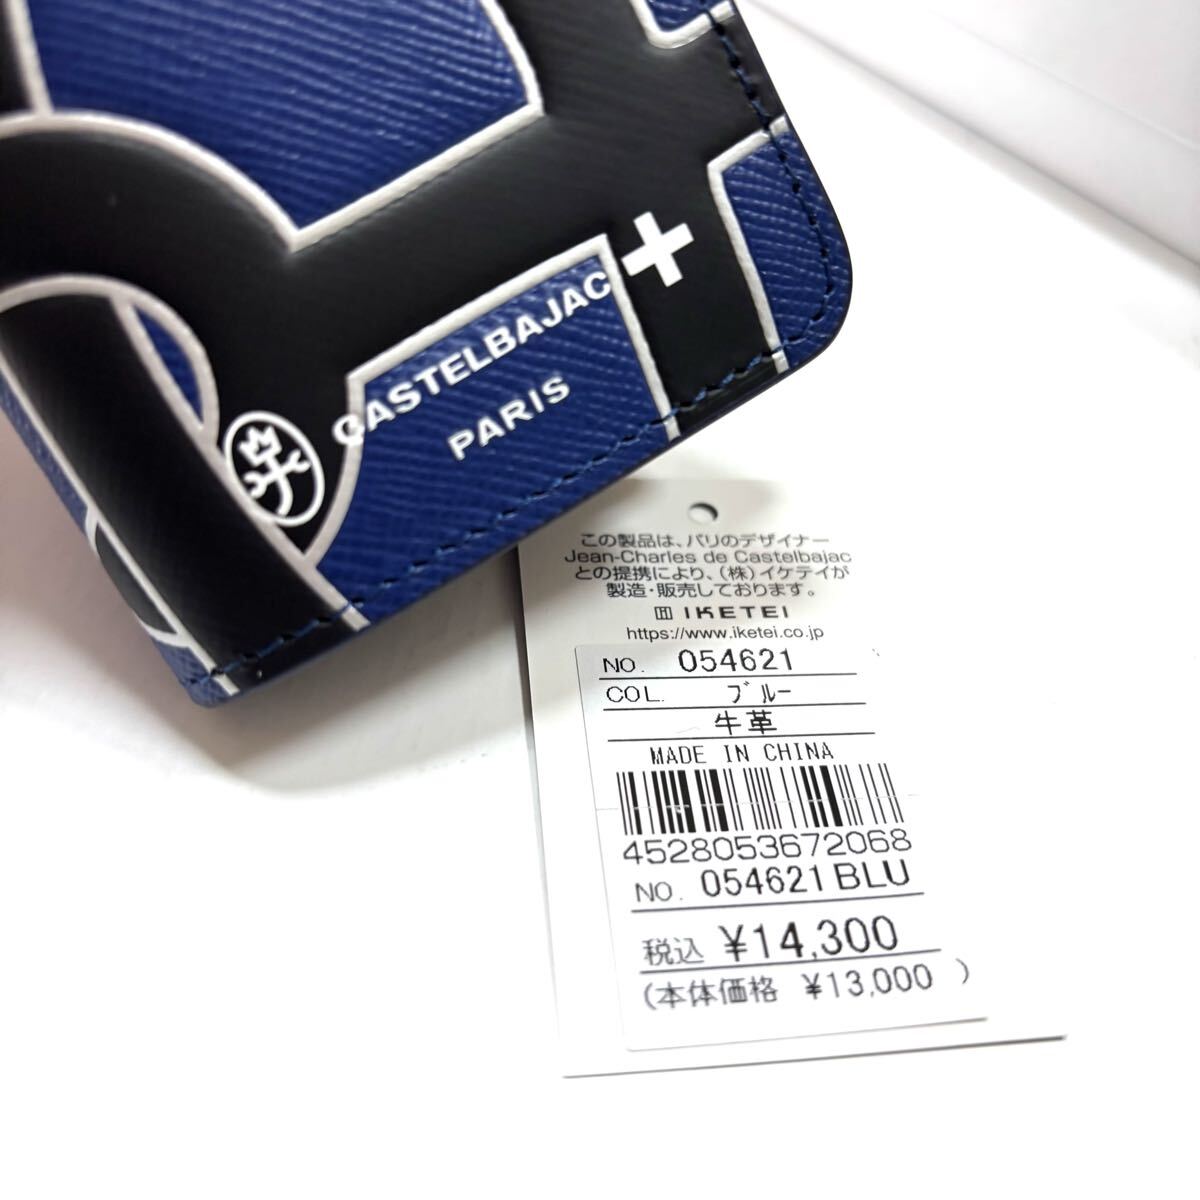 CASTELBAJAC
PARIS
この製品は、パリのデザイナー
Jean-Charles de Castelbajac
との提携により、(株)イケテイが
製造・販売しております。
IKETEI
https://www.iketei.co.jp
NO. 054621
COL. ブルー
牛革
MADE IN CHINA
4528053672068
NO. 054621BLU
税込 ¥14,300
(本体価格 ¥13,000 )